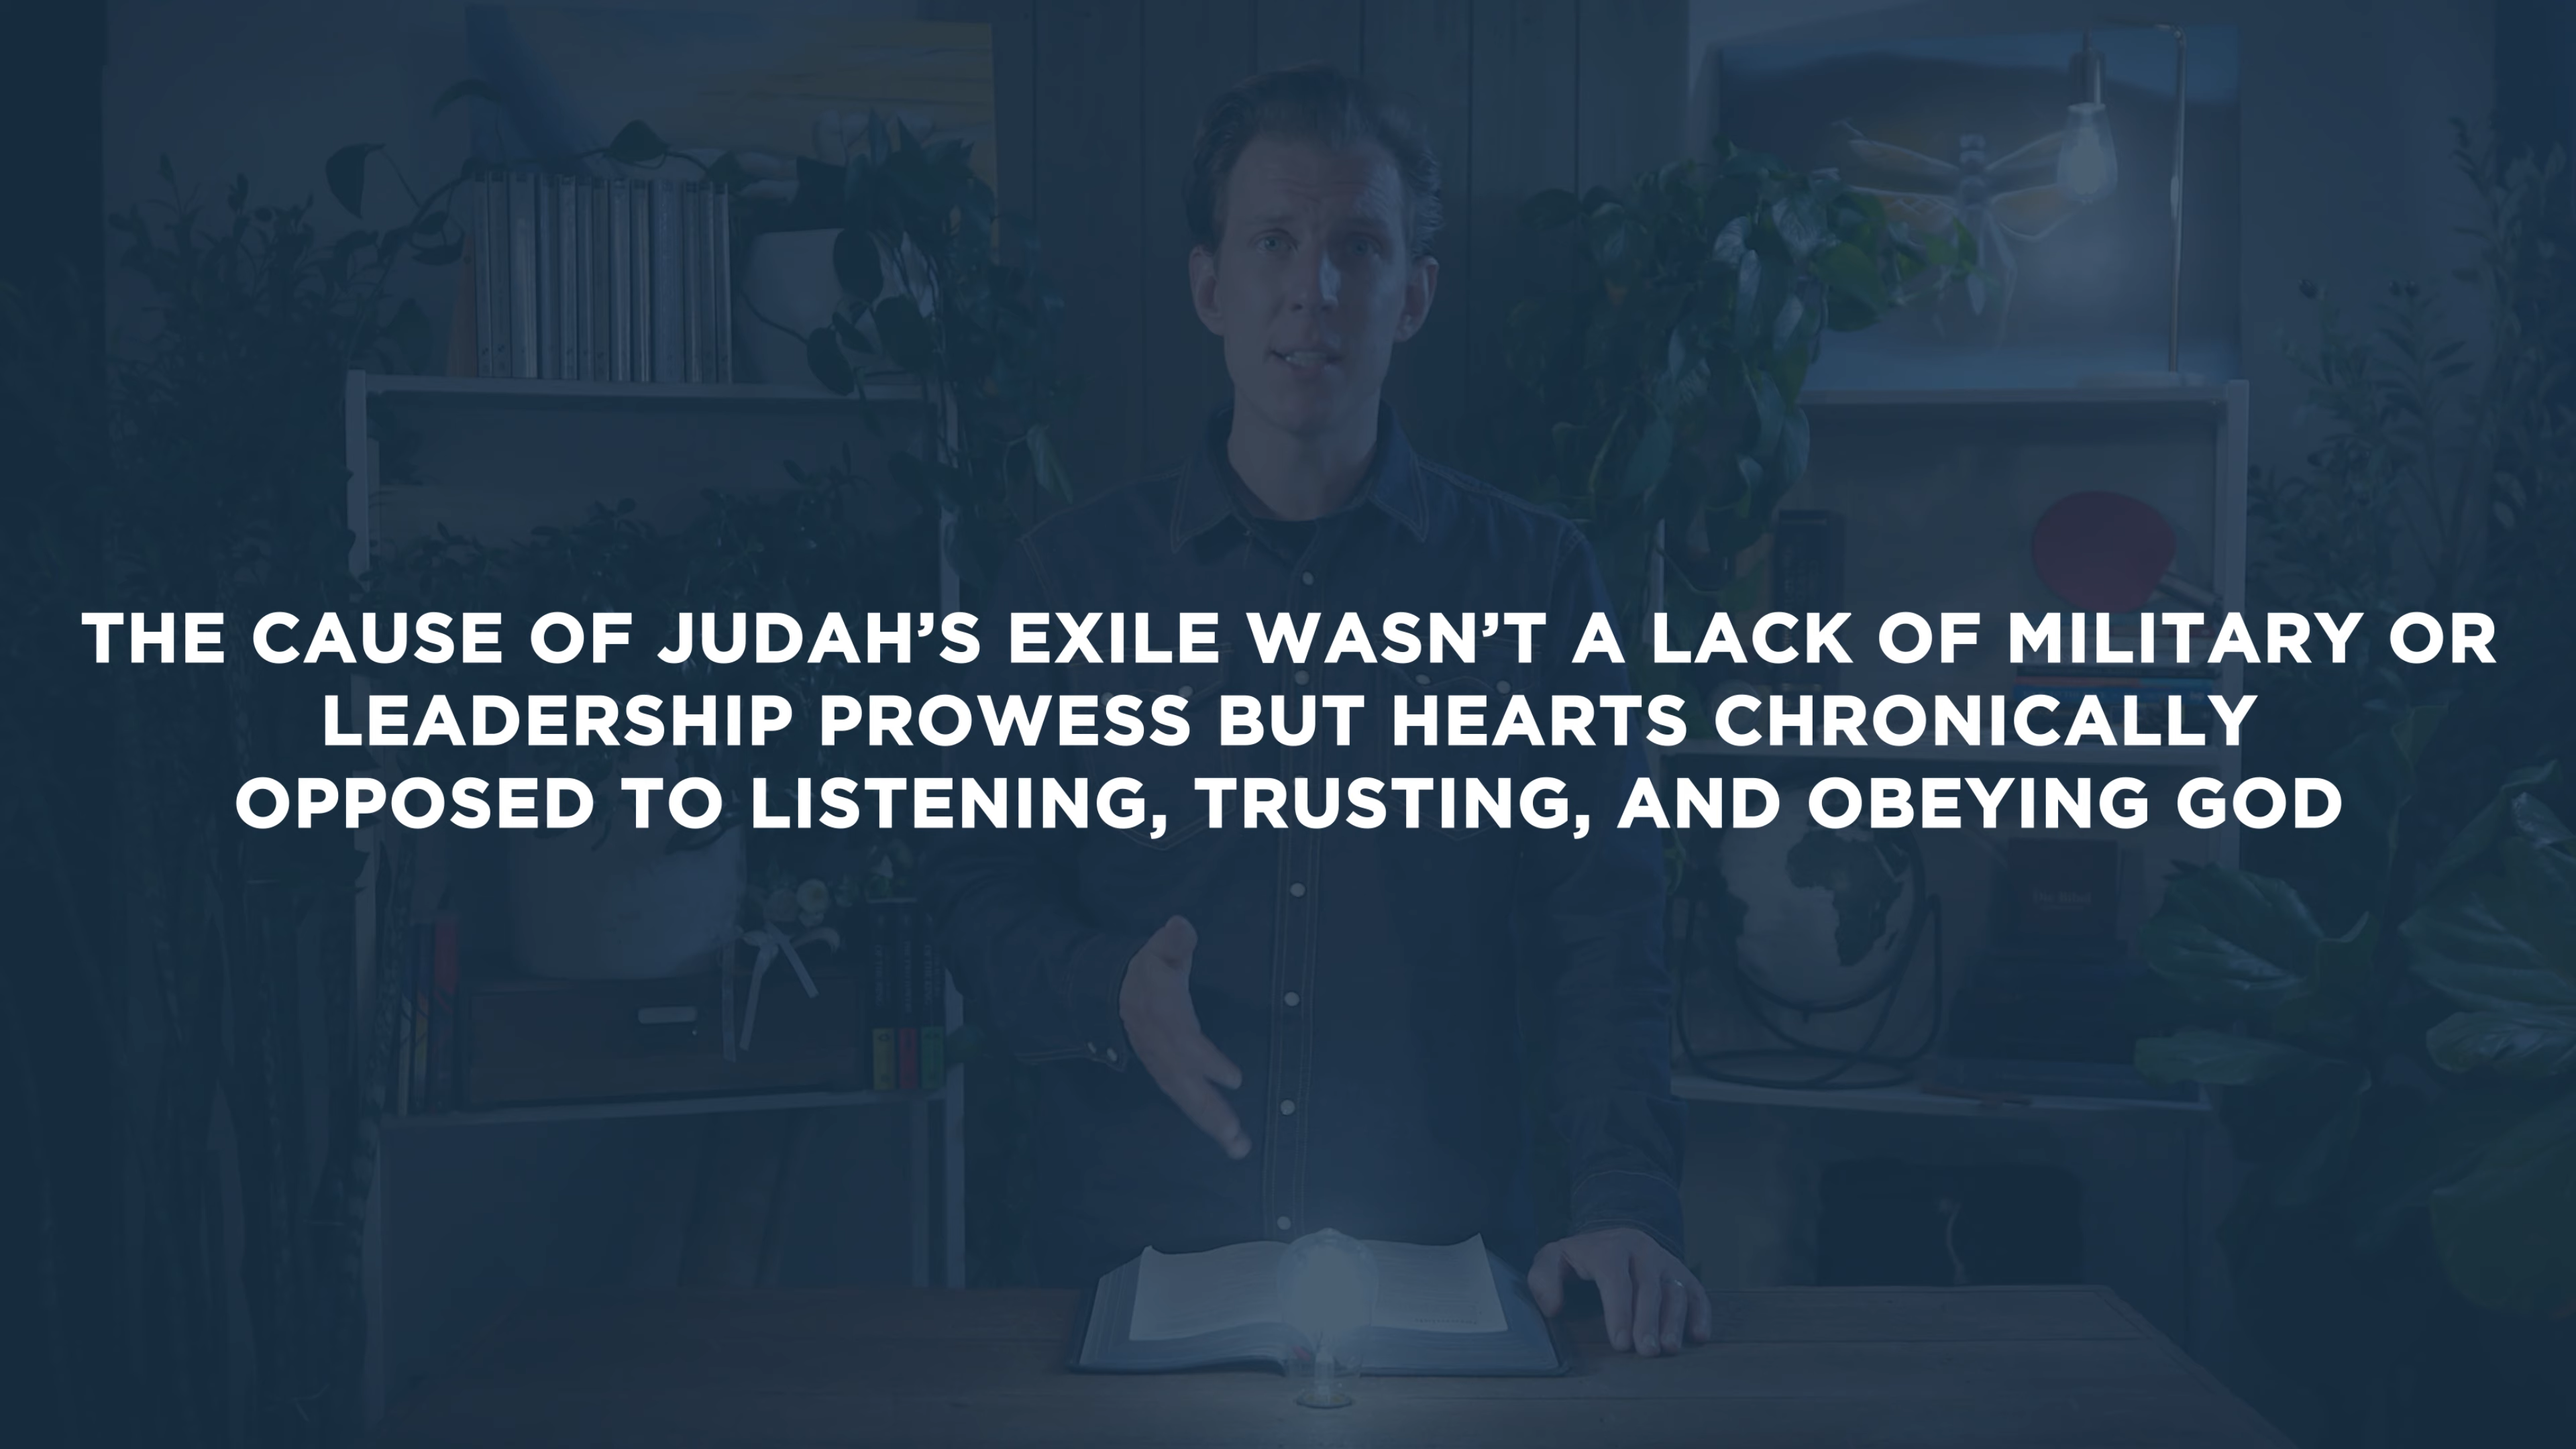 THE CAUSE OF JUDAH’S EXILE WASN’T A LACK OF MILITARY OR
LEADERSHIP PROWESS BUT HEARTS CHRONICALLY
OPPOSED TO LISTENING, TRUSTING, AND OBEYING GOD